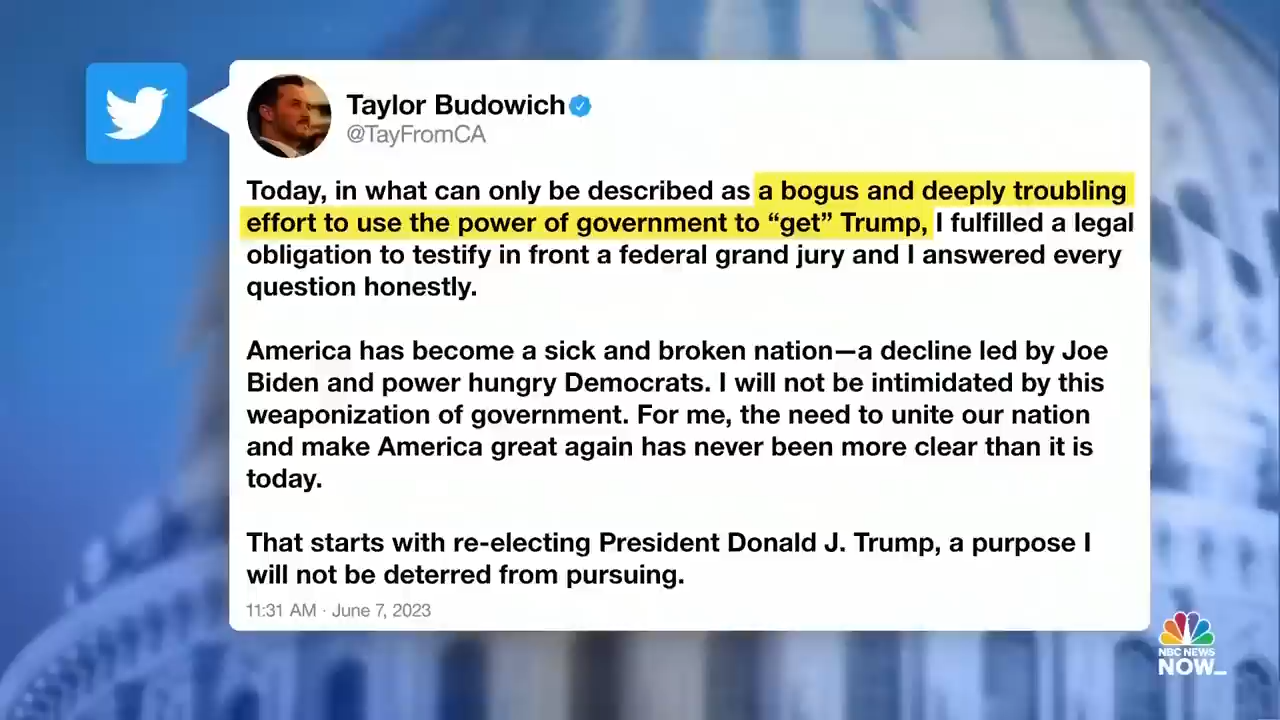 Taylor Budowich
@TayFromCA
Today, in what can only be described as a bogus and deeply troubling
effort to use the power of government to “get” Trump, I fulfilled a legal
obligation to testify in front a federal grand jury and I answered every
question honestly.
America has become a sick and broken nation—a decline led by Joe
Biden and power hungry Democrats. I will not be intimidated by this
weaponization of government. For me, the need to unite our nation
and make America great again has never been more clear than it is
today.
That starts with re-electing President Donald J. Trump, a purpose I
will not be deterred from pursuing.
11:31 AM · June 7, 2023
NBC NEWS
NOW_